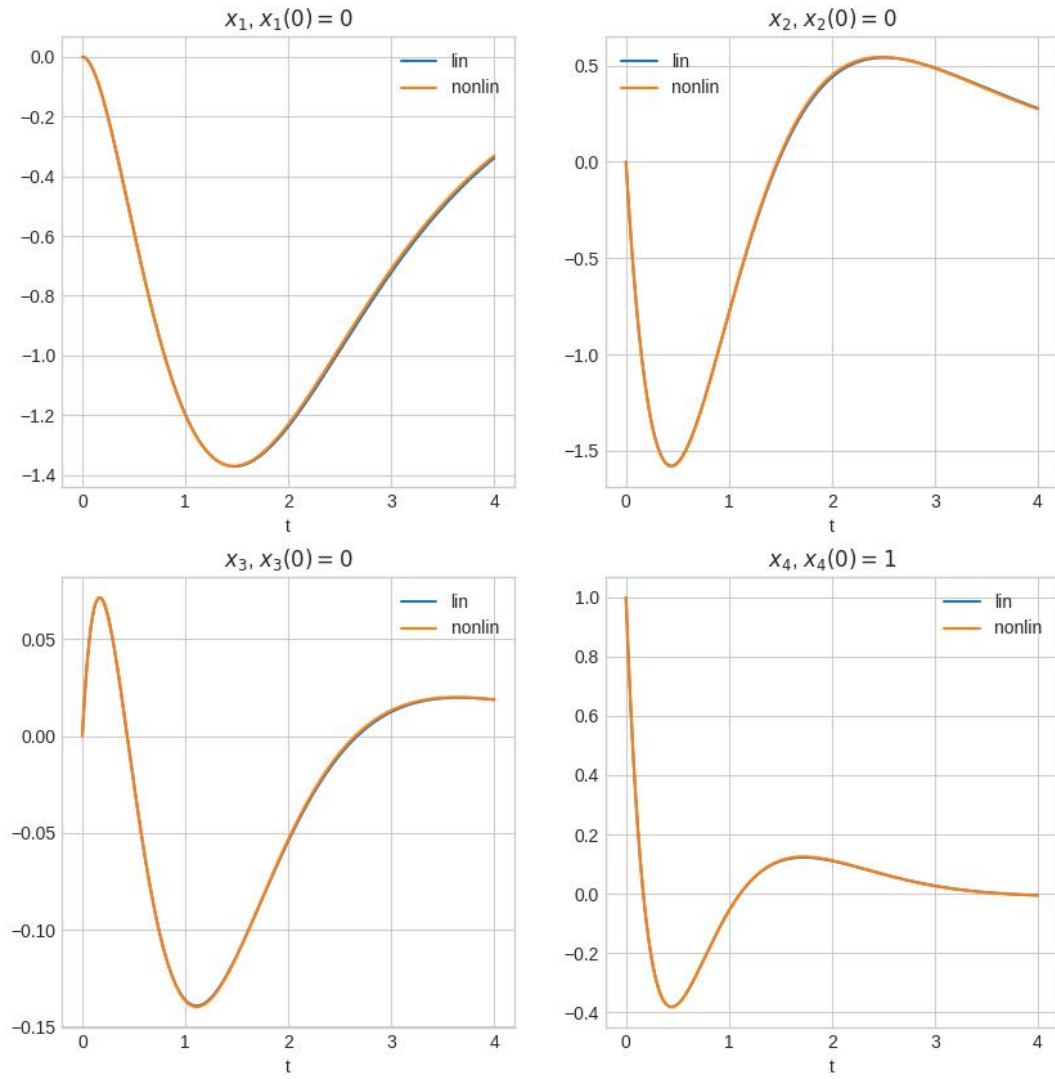 x₁, x₁(0) = 0
lin
nonlin
0.0
−0.2
−0.4
−0.6
−0.8
−1.0
−1.2
−1.4
0 1 2 3 4
t
x₂, x₂(0) = 0
lin
nonlin
0.5
0.0
−0.5
−1.0
−1.5
0 1 2 3 4
t
x₃, x₃(0) = 0
lin
nonlin
0.05
0.00
−0.05
−0.10
−0.15
0 1 2 3 4
t
x₄, x₄(0) = 1
lin
nonlin
1.0
0.8
0.6
0.4
0.2
0.0
−0.2
−0.4
0 1 2 3 4
t